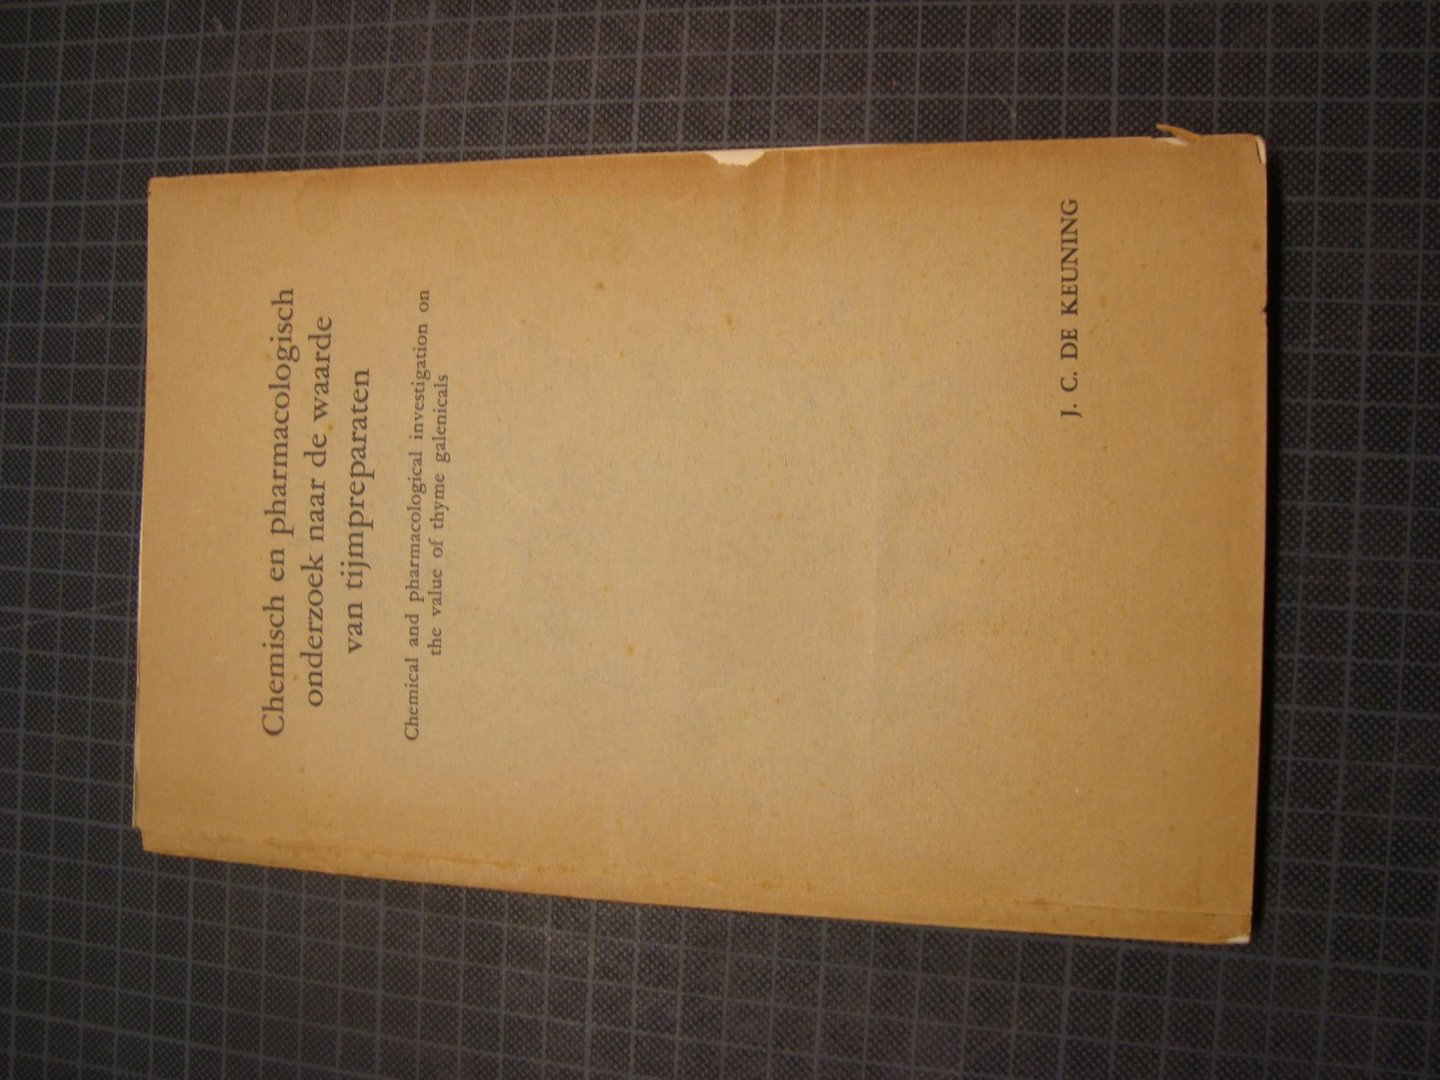 Chemisch en pharmacologisch
onderzoek naar de waarde
van tijmpreparaten
Chemical and pharmacological investigation on
the value of thyme galenicals
J. C. DE KEUNING